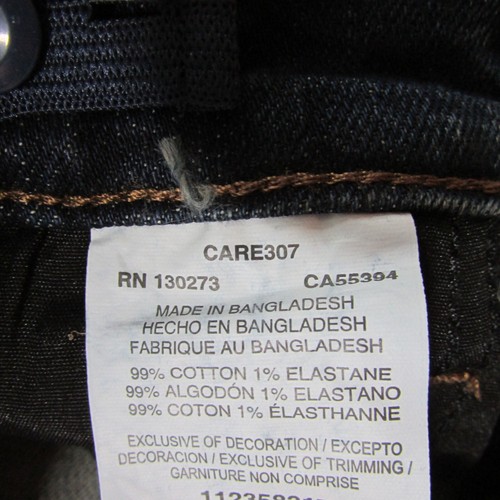 CARE307
RN 130273 CA55394
MADE IN BANGLADESH
HECHO EN BANGLADESH
FABRIQUE AU BANGLADESH
99% COTTON 1% ELASTANE
99% ALGODÓN 1% ELASTANO
99% COTON 1% ÉLASTHANNE
EXCLUSIVE OF DECORATION / EXCEPTO
DECORACION / EXCLUSIVE OF TRIMMING /
GARNITURE NON COMPRISE